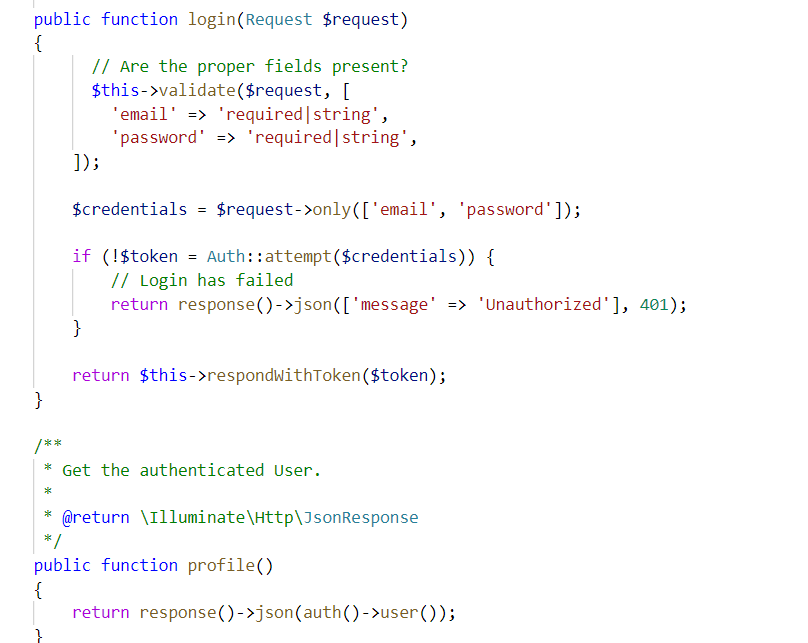 public function login(Request $request)
{
// Are the proper fields present?
$this->validate($request, [
'email' => 'required|string',
'password' => 'required|string',
]);
$credentials = $request->only(['email', 'password']);
if (!$token = Auth::attempt($credentials)) {
// Login has failed
return response()->json(['message' => 'Unauthorized'], 401);
}
return $this->respondWithToken($token);
}
/**
* Get the authenticated User.
*
* @return \Illuminate\Http\JsonResponse
*/
public function profile()
{
return response()->json(auth()->user());
}